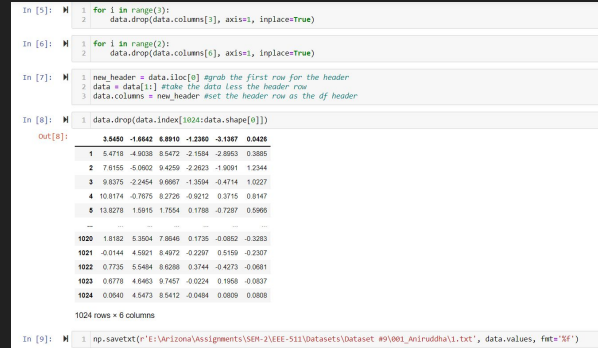 In [5]: 1 for i in range(3):
2 data.drop(data.columns[3], axis=1, inplace=True)
In [6]: 1 for i in range(2):
2 data.drop(data.columns[6], axis=1, inplace=True)
In [7]: 1 new_header = data.iloc[0] #grab the first row for the header
2 data = data[1:] #take the data less the header row
3 data.columns = new_header #set the header row as the df header
In [8]: 1 data.drop(data.index[1024:data.shape[0]])
Out[8]:
3.5450 -1.6642 6.8910 -1.2360 -3.1367 0.0426
1 5.4718 -4.9038 8.5472 -2.1584 -2.8953 0.3885
2 7.6155 -5.0602 9.4259 -2.2623 -1.9091 1.2344
3 9.8375 -2.2454 9.6667 -1.3594 -0.4714 1.0227
4 10.8174 -0.7675 8.2726 -0.9212 0.3715 0.8147
5 13.8278 1.5915 1.7554 0.1788 -0.7287 0.5966
... ... ... ... ... ... ...
1020 1.8182 5.3504 7.8646 0.1735 -0.0852 -0.3283
1021 -0.0144 4.5921 8.4972 -0.2297 0.5159 -0.2307
1022 0.7735 5.5484 8.6288 0.3744 -0.4273 -0.0681
1023 0.6778 4.6463 9.7457 -0.0224 0.1958 -0.0837
1024 0.0640 4.5473 8.5412 -0.0484 0.0809 0.0808
1024 rows × 6 columns
In [9]: 1 np.savetxt(r'E:\Arizona\Assignments\SEM-2\EEE-511\Datasets\Dataset #9\001_Aniruddha\1.txt', data.values, fmt='%f')